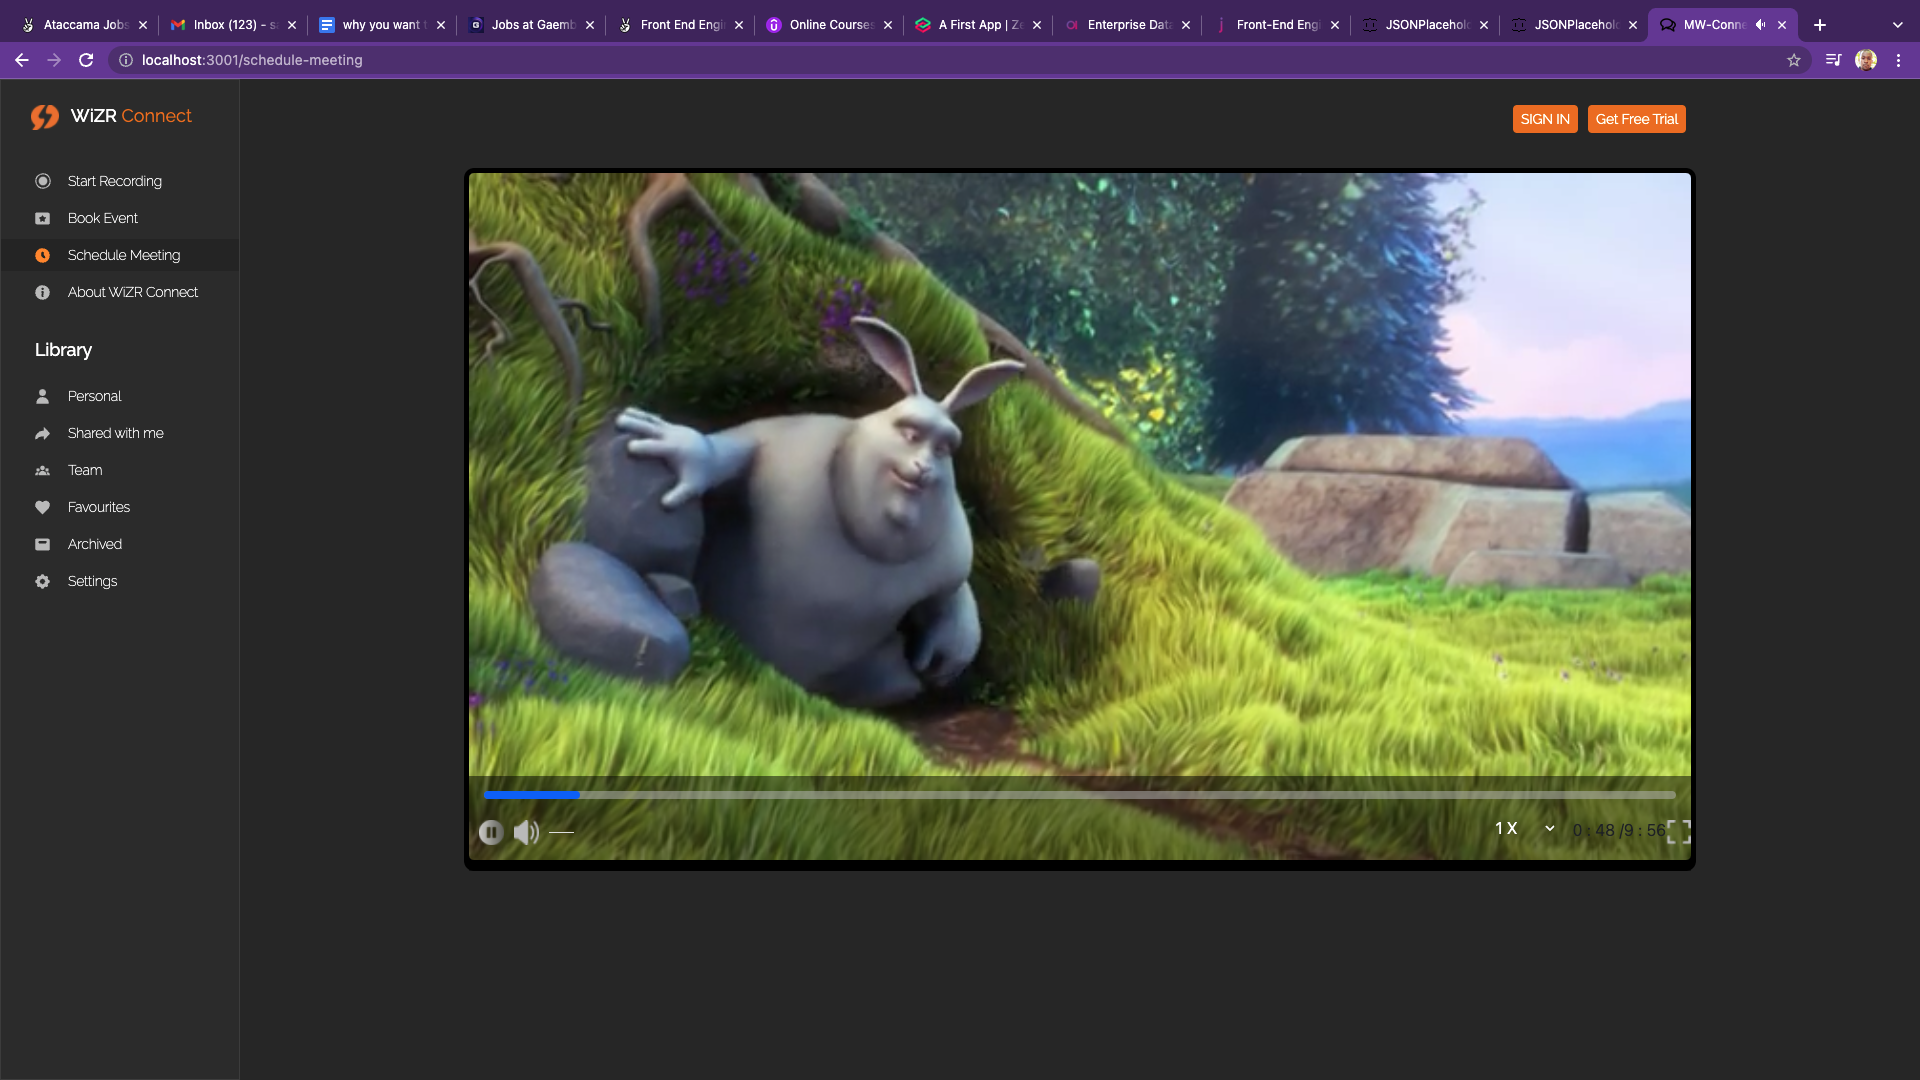 Ataccama Jobs
Inbox (123) - s
why you want t
Jobs at Gaemb
Front End Engi
Online Courses
A First App | Ze
Enterprise Data
Front-End Engi
JSONPlacehol
JSONPlacehol
MW-Conne
localhost:3001/schedule-meeting
WiZR Connect
SIGN IN
Get Free Trial
Start Recording
Book Event
Schedule Meeting
About WiZR Connect
Library
Personal
Shared with me
Team
Favourites
Archived
Settings
1 X
0 : 48 /9 : 56